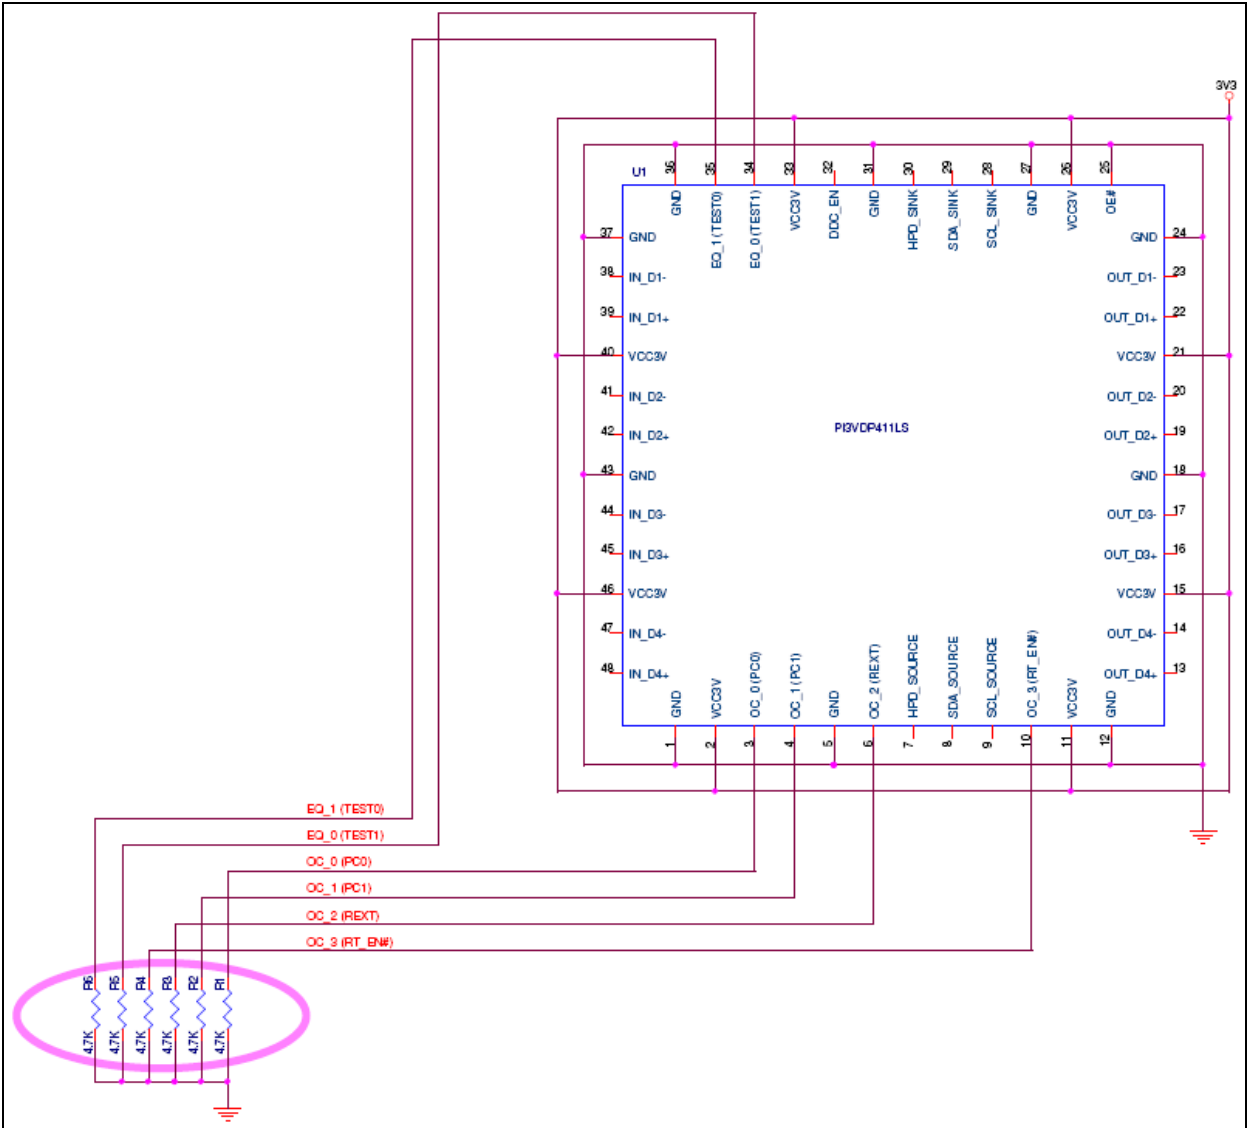 3V3
U1
36
35
34
33
32
31
30
29
28
27
26
25
GND
EQ_1 (TEST0)
EQ_0 (TEST1)
VCC3V
DDC_EN
GND
HPD_SINK
SDA_SINK
SCL_SINK
GND
VCC3V
OE#
37 GND
GND 24
38 IN_D1-
OUT_D1- 23
39 IN_D1+
OUT_D1+ 22
40 VCC3V
VCC3V 21
41 IN_D2-
OUT_D2- 20
PI3VDP411LS
42 IN_D2+
OUT_D2+ 19
43 GND
GND 18
44 IN_D3-
OUT_D3- 17
45 IN_D3+
OUT_D3+ 16
46 VCC3V
VCC3V 15
47 IN_D4-
OUT_D4- 14
48 IN_D4+
OUT_D4+ 13
GND
VCC3V
OC_0 (PC0)
OC_1 (PC1)
GND
OC_2 (REXT)
HPD_SOURCE
SDA_SOURCE
SCL_SOURCE
OC_3 (RT_EN#)
VCC3V
GND
1
2
3
4
5
6
7
8
9
10
11
12
EQ_1 (TEST0)
EQ_0 (TEST1)
OC_0 (PC0)
OC_1 (PC1)
OC_2 (REXT)
OC_3 (RT_EN#)
R6
R5
R4
R3
R2
R1
4.7K
4.7K
4.7K
4.7K
4.7K
4.7K